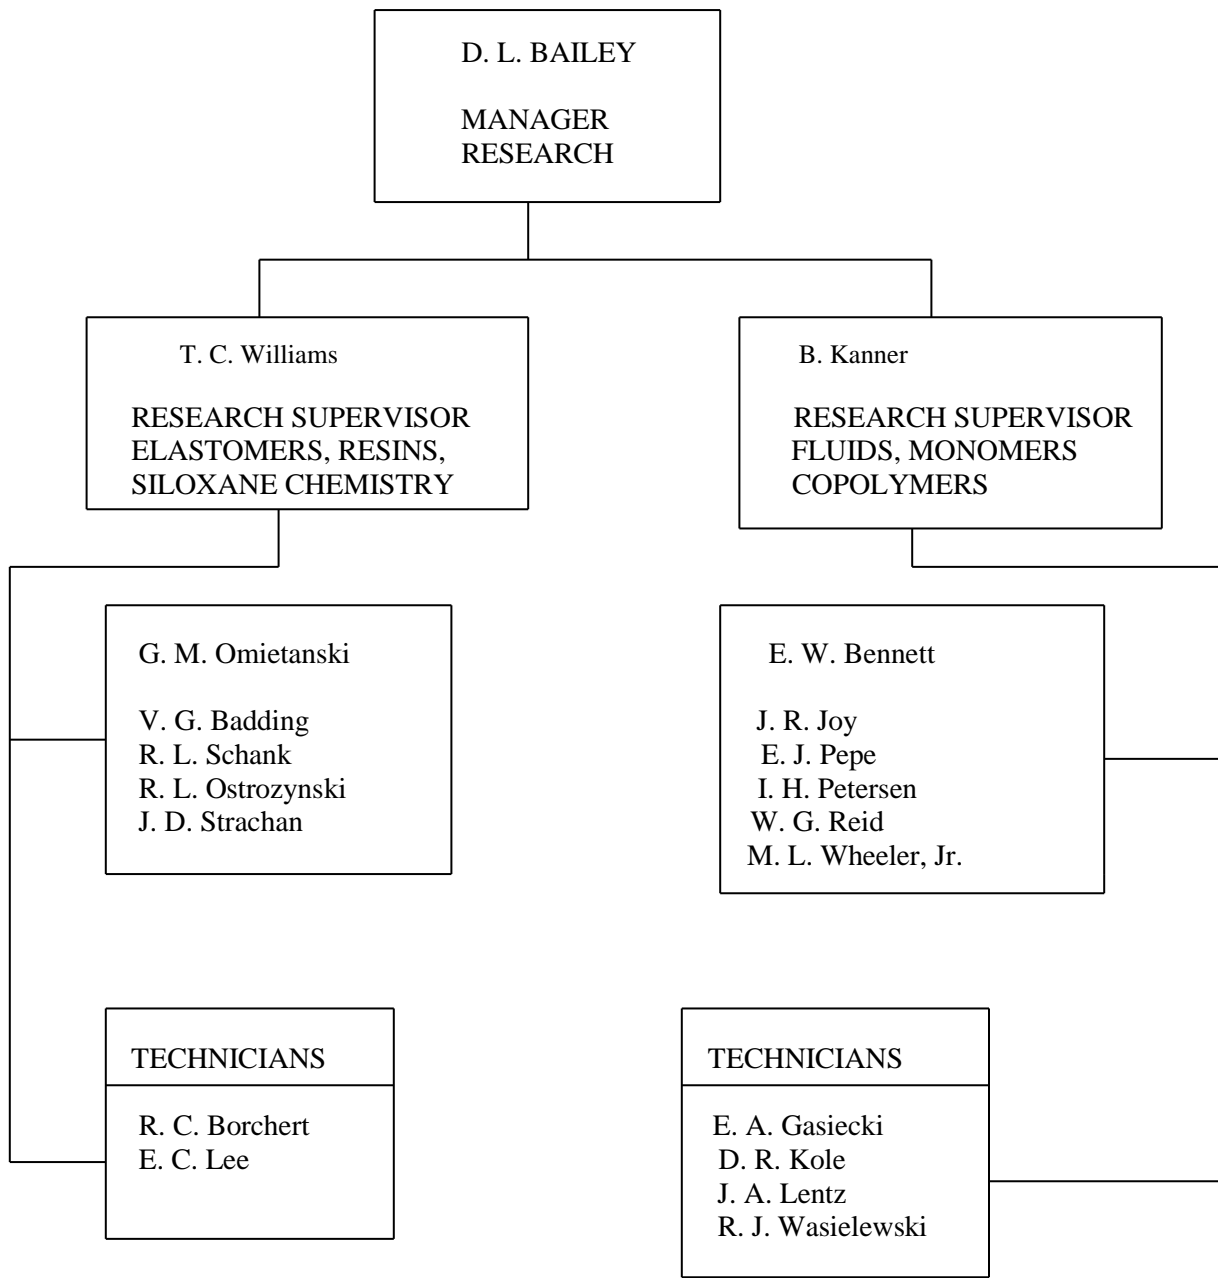 D. L. BAILEY
MANAGER
RESEARCH
T. C. Williams
RESEARCH SUPERVISOR
ELASTOMERS, RESINS,
SILOXANE CHEMISTRY
B. Kanner
RESEARCH SUPERVISOR
FLUIDS, MONOMERS
COPOLYMERS
G. M. Omietanski
V. G. Badding
R. L. Schank
R. L. Ostrozynski
J. D. Strachan
E. W. Bennett
J. R. Joy
E. J. Pepe
I. H. Petersen
W. G. Reid
M. L. Wheeler, Jr.
TECHNICIANS
R. C. Borchert
E. C. Lee
TECHNICIANS
E. A. Gasiecki
D. R. Kole
J. A. Lentz
R. J. Wasielewski